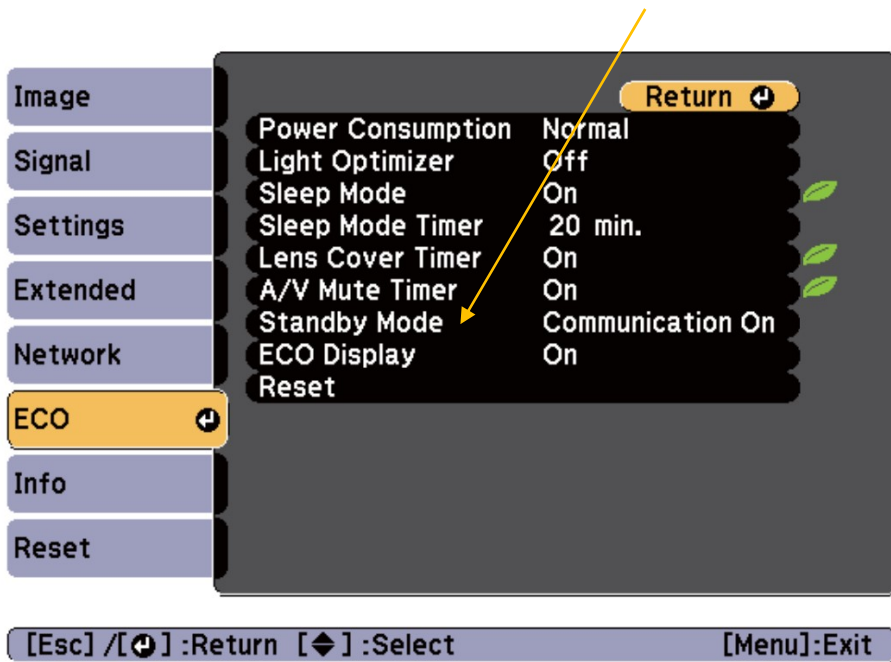 Image
Signal
Settings
Extended
Network
ECO
Info
Reset
Return
Power Consumption Normal
Light Optimizer Off
Sleep Mode On
Sleep Mode Timer 20 min.
Lens Cover Timer On
A/V Mute Timer On
Standby Mode Communication On
ECO Display On
Reset
[Esc] /[ ] :Return [ ] :Select [Menu]:Exit